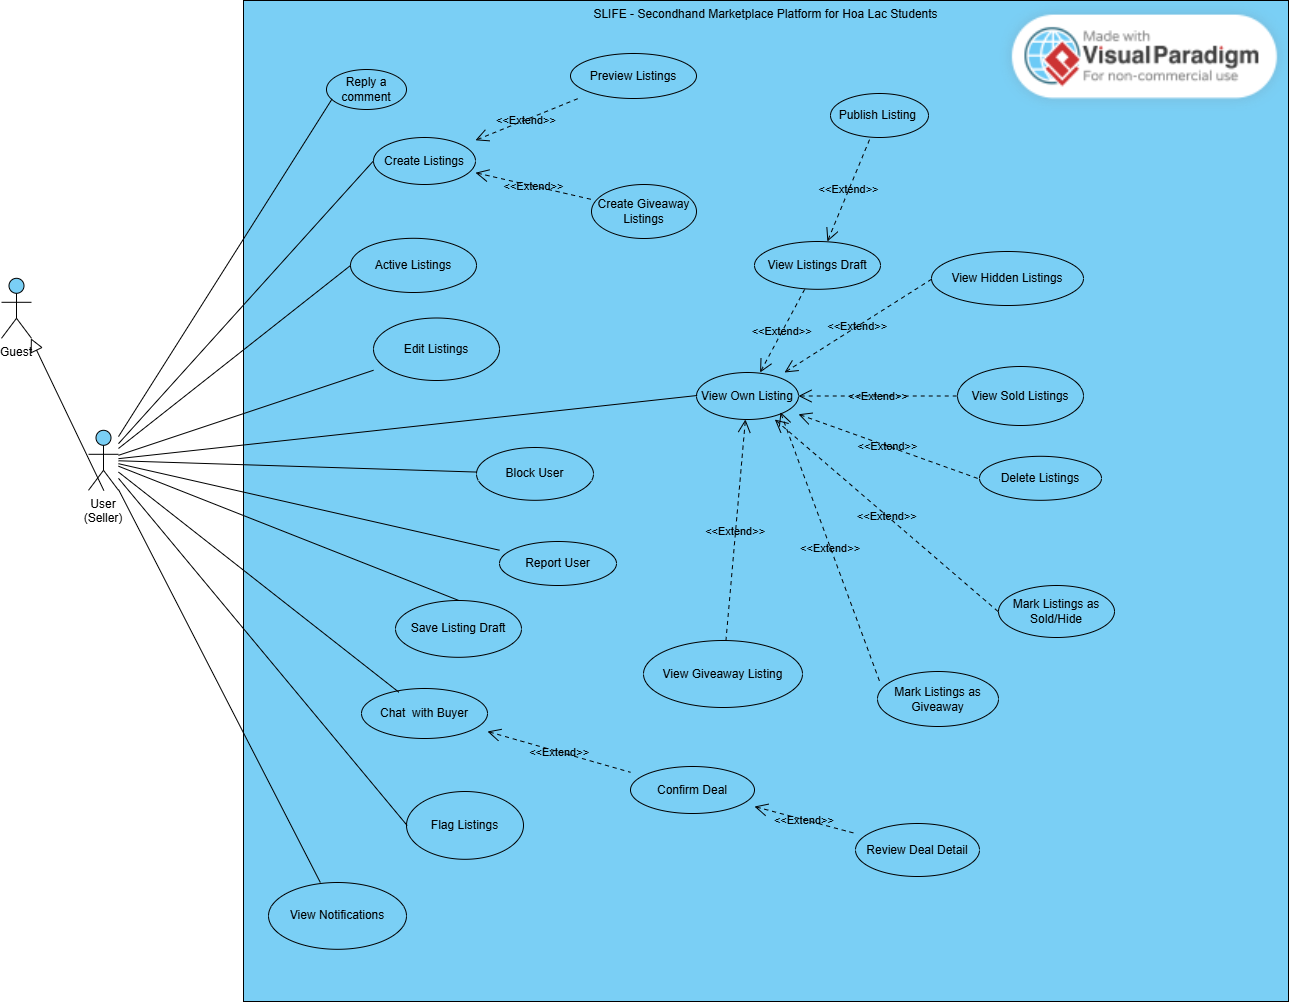 SLIFE - Secondhand Marketplace Platform for Hoa Lac Students
Made with
Visual Paradigm
For non-commercial use
Reply a
comment
Preview Listings
Publish Listing
<<Extend>>
Create Listings
<<Extend>>
<<Extend>>
Create Giveaway
Listings
Active Listings
View Listings Draft
View Hidden Listings
<<Extend>>
<<Extend>>
Guest
Edit Listings
View Own Listing
<<Extend>>
View Sold Listings
<<Extend>>
Delete Listings
Block User
User
(Seller)
<<Extend>>
<<Extend>>
<<Extend>>
Report User
Mark Listings as
Sold/Hide
Save Listing Draft
View Giveaway Listing
Mark Listings as
Giveaway
Chat  with Buyer
<<Extend>>
Confirm Deal
Flag Listings
<<Extend>>
Review Deal Detail
View Notifications